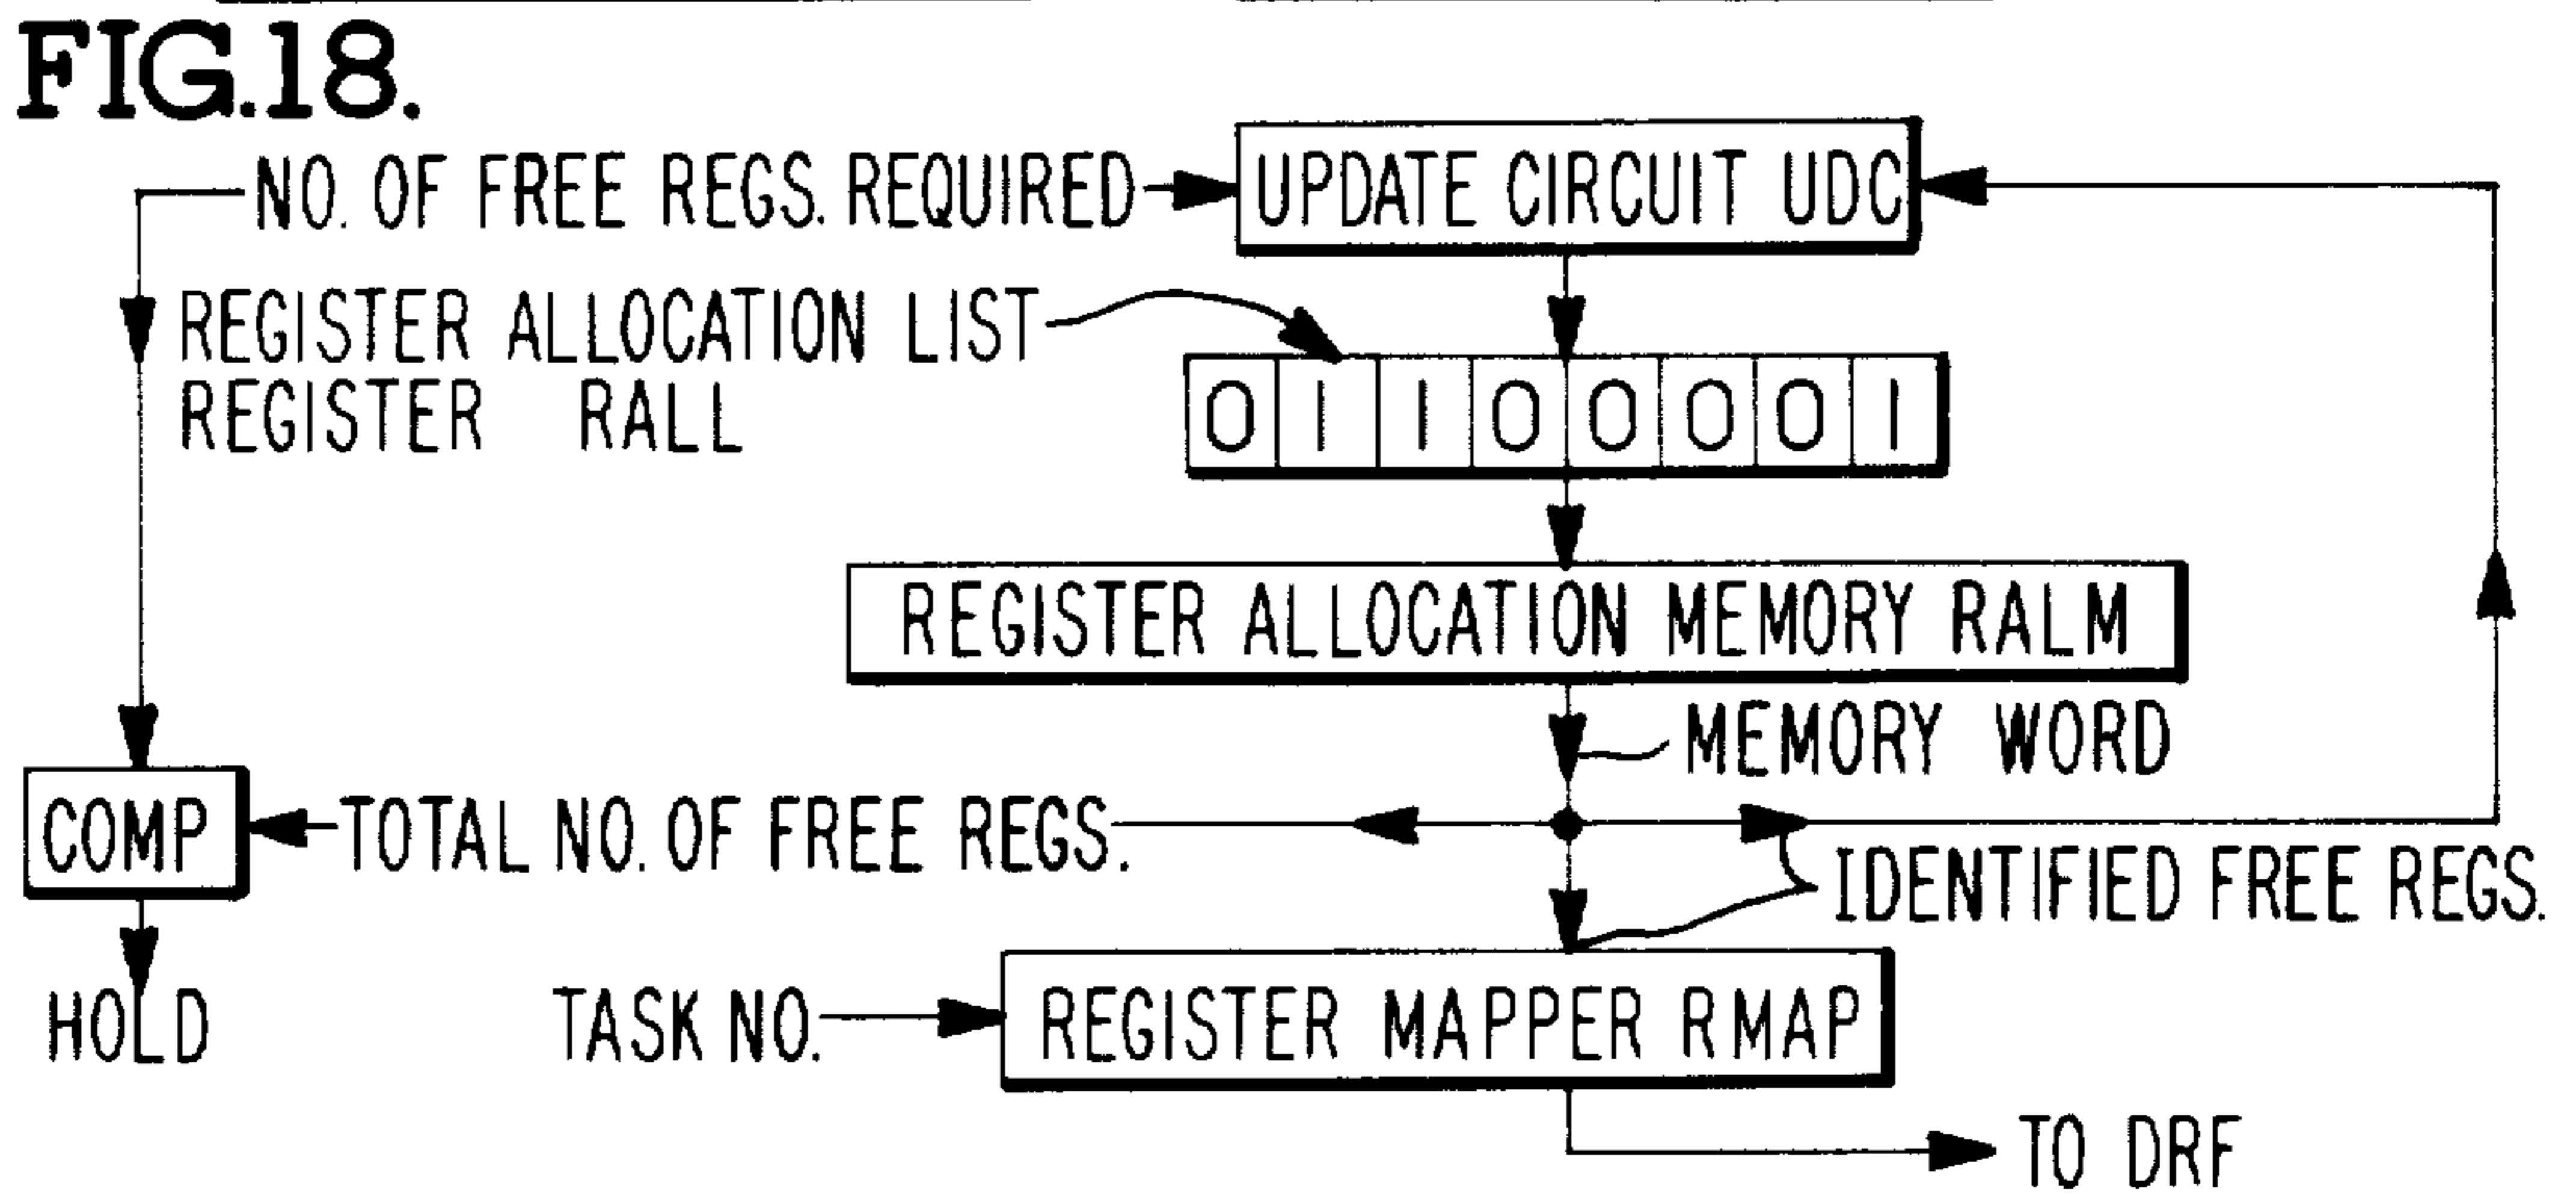 FIG.18.
NO. OF FREE REGS. REQUIRED
UPDATE CIRCUIT UDC
REGISTER ALLOCATION LIST
REGISTER RALL
0 1 1 0 0 0 0 1
REGISTER ALLOCATION MEMORY RALM
MEMORY WORD
COMP
TOTAL NO. OF FREE REGS.
IDENTIFIED FREE REGS.
HOLD
TASK NO.
REGISTER MAPPER RMAP
TO DRF